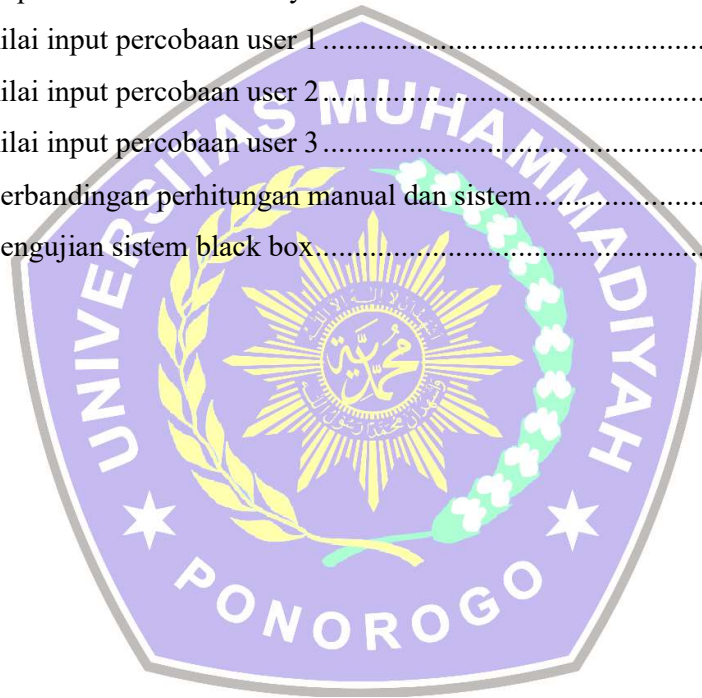 ilai input percobaan user 1........................................................
ilai input percobaan user 2........................................................
ilai input percobaan user 3........................................................
erbandingan perhitungan manual dan sistem.........................
engujian sistem black box..........................................................
UNIVERSITAS MUHAMMADIYAH
محمدية
PONOROGO